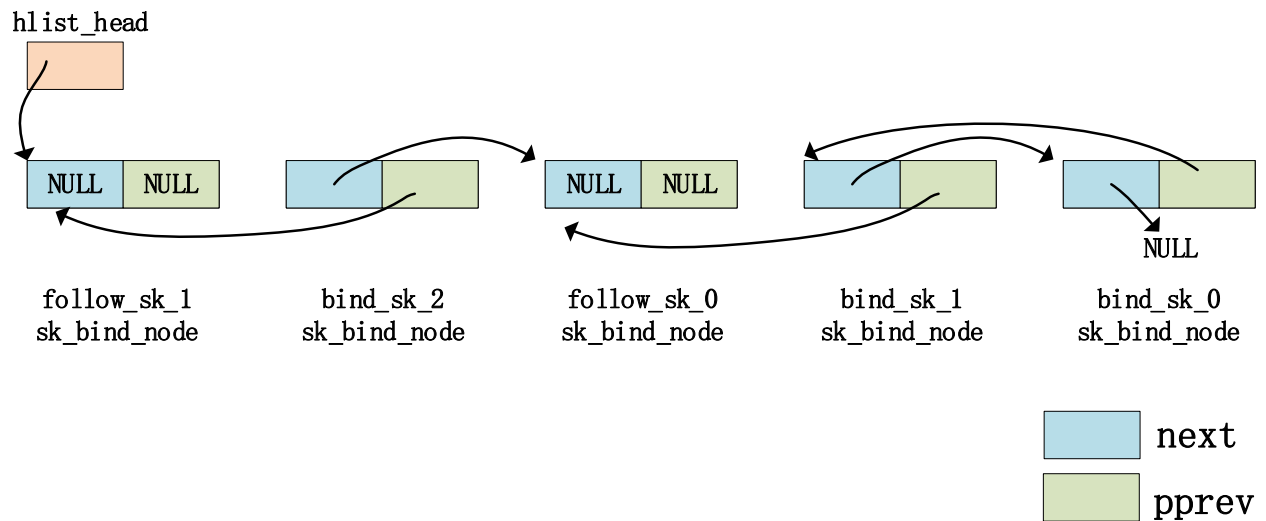 hlist_head
NULL NULL NULL NULL
NULL
follow_sk_1 bind_sk_2 follow_sk_0 bind_sk_1 bind_sk_0
sk_bind_node sk_bind_node sk_bind_node sk_bind_node sk_bind_node
next
pprev